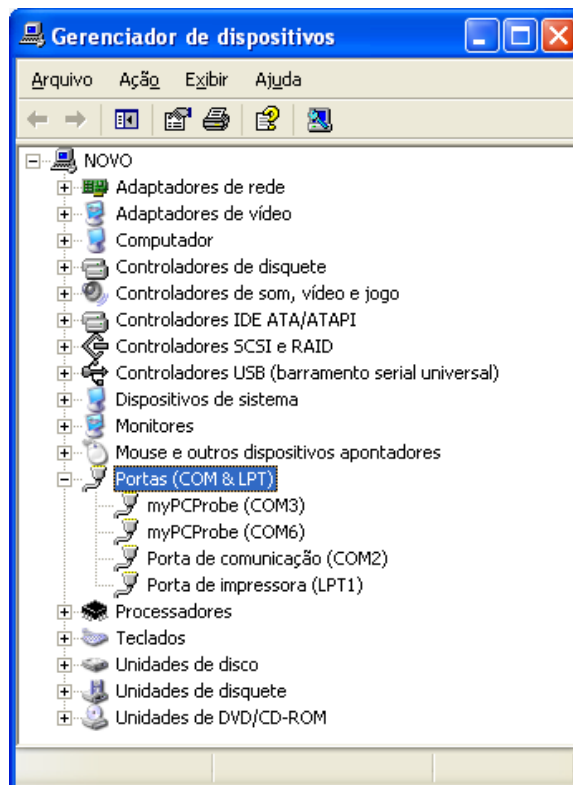 Gerenciador de dispositivos
Arquivo Ação Exibir Ajuda
NOVO
Adaptadores de rede
Adaptadores de vídeo
Computador
Controladores de disquete
Controladores de som, vídeo e jogo
Controladores IDE ATA/ATAPI
Controladores SCSI e RAID
Controladores USB (barramento serial universal)
Dispositivos de sistema
Monitores
Mouse e outros dispositivos apontadores
Portas (COM & LPT)
myPCProbe (COM3)
myPCProbe (COM6)
Porta de comunicação (COM2)
Porta de impressora (LPT1)
Processadores
Teclados
Unidades de disco
Unidades de disquete
Unidades de DVD/CD-ROM